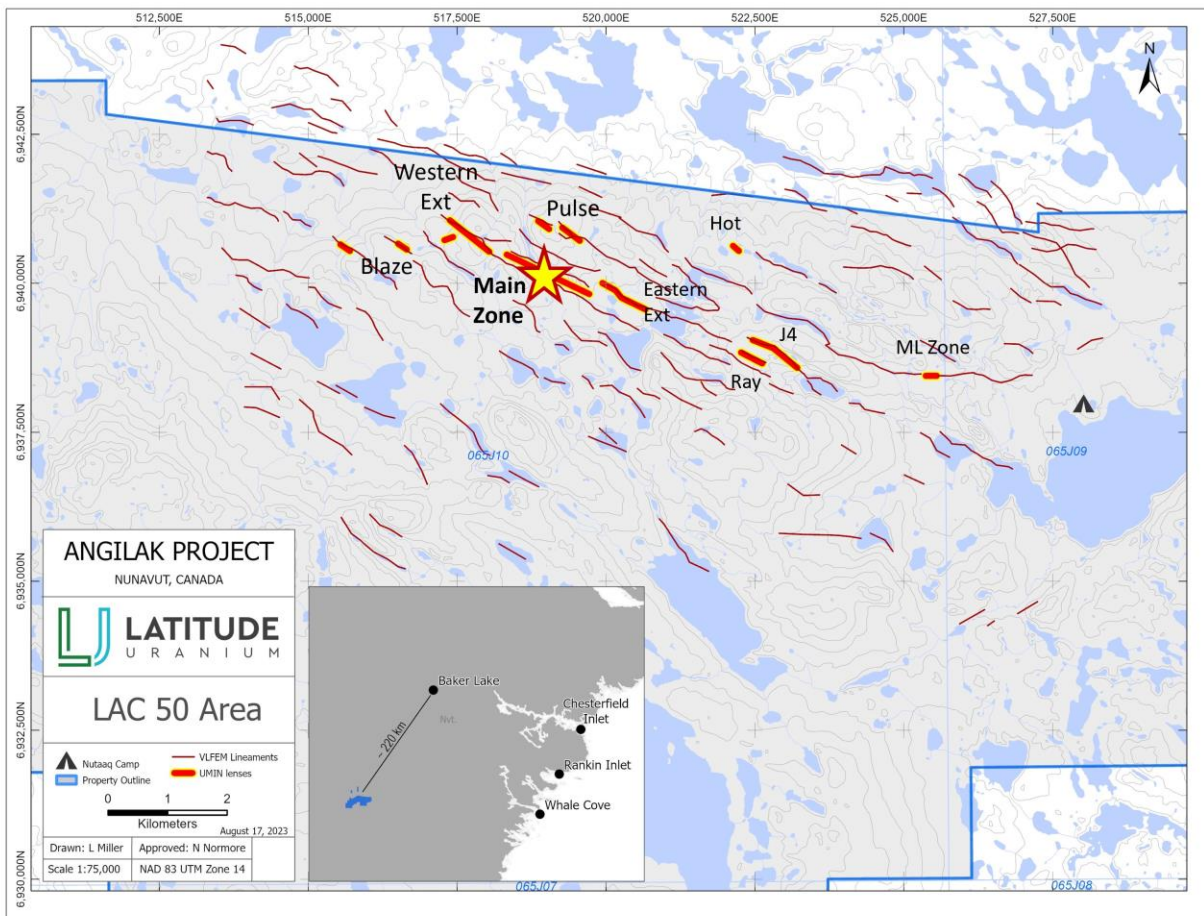 512,500E
515,000E
517,500E
520,000E
522,500E
525,000E
527,500E
6,942,500N
6,940,000N
6,937,500N
6,935,000N
6,932,500N
6,930,000N
N
Western
Ext
Pulse
Hot
Blaze
Main
Zone
Eastern
Ext
J4
ML Zone
Ray
065J10
065J09
065J07
065J08
ANGILAK PROJECT
NUNAVUT, CANADA
LATITUDE
URANIUM
LAC 50 Area
Nutaaq Camp
Property Outline
VLFEM Lineaments
UMIN lenses
0 1 2
Kilometers
August 17, 2023
Drawn: L Miller
Approved: N Normore
Scale 1:75,000
NAD 83 UTM Zone 14
Baker Lake
Nvt.
~ 220 km
Chesterfield
Inlet
Rankin Inlet
Whale Cove